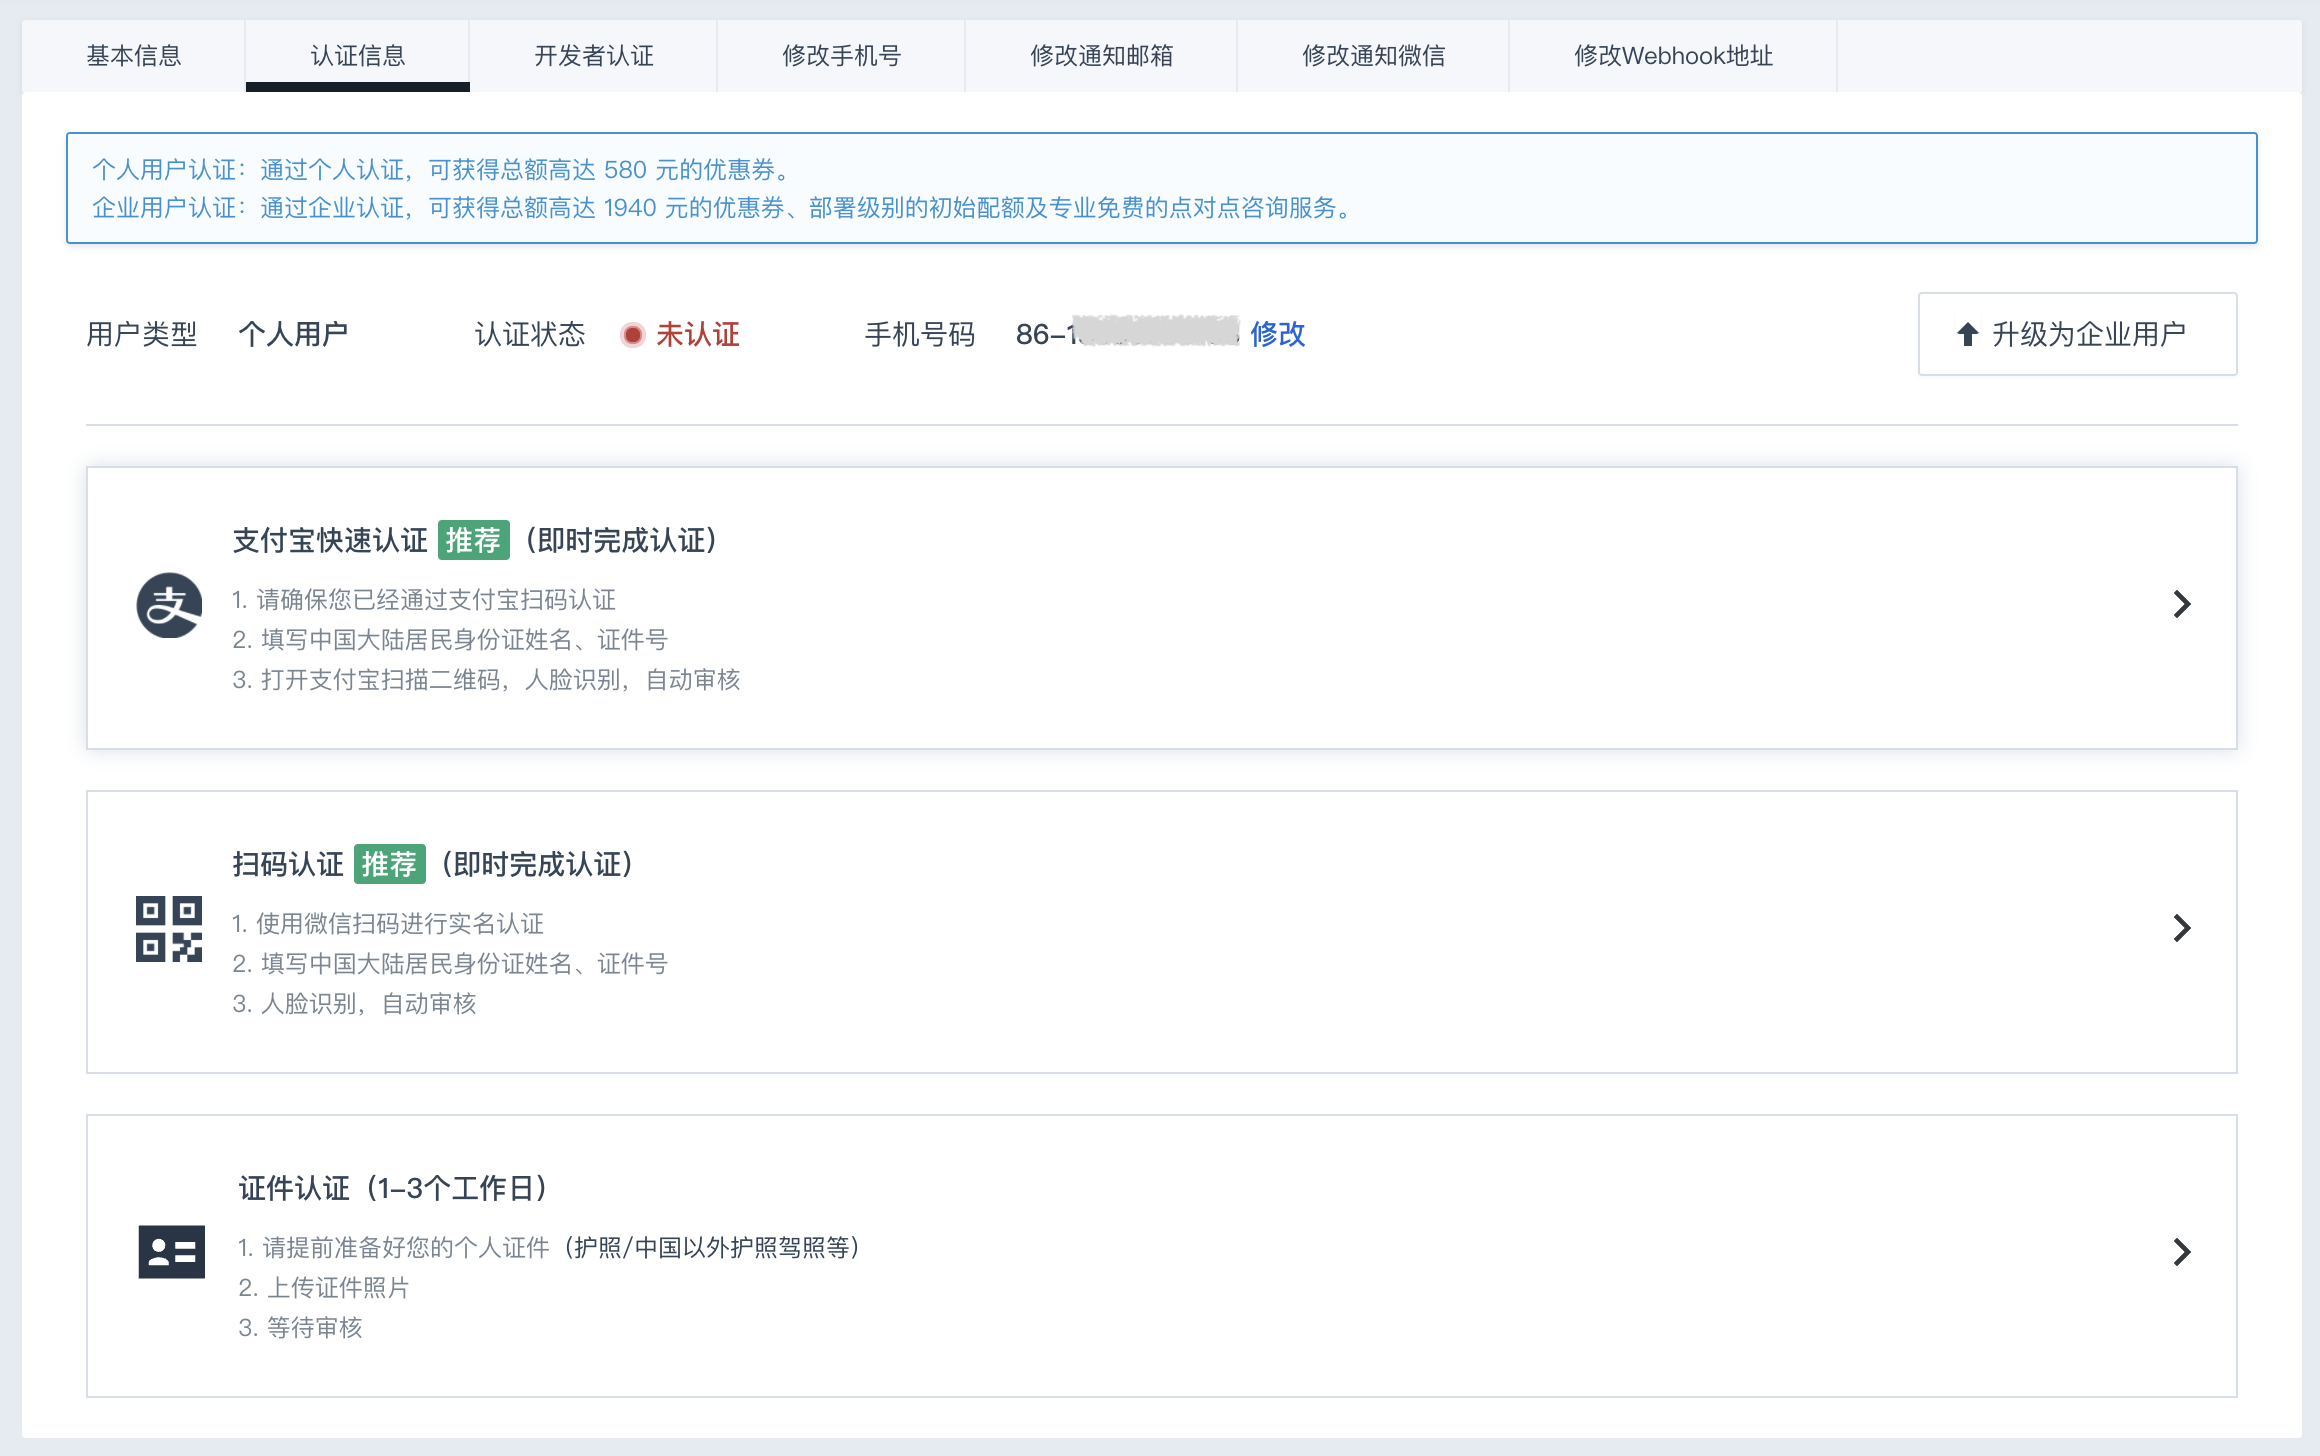 基本信息
认证信息
开发者认证
修改手机号
修改通知邮箱
修改通知微信
修改Webhook地址
个人用户认证：通过个人认证，可获得总额高达 580 元的优惠券。
企业用户认证：通过企业认证，可获得总额高达 1940 元的优惠券、部署级别的初始配额及专业免费的点对点咨询服务。
用户类型 个人用户 认证状态 未认证 手机号码 86-1 修改 升级为企业用户
支付宝快速认证 推荐（即时完成认证）
支
1. 请确保您已经通过支付宝扫码认证
2. 填写中国大陆居民身份证姓名、证件号
3. 打开支付宝扫描二维码，人脸识别，自动审核
扫码认证 推荐（即时完成认证）
1. 使用微信扫码进行实名认证
2. 填写中国大陆居民身份证姓名、证件号
3. 人脸识别，自动审核
证件认证（1-3个工作日）
1. 请提前准备好您的个人证件（护照/中国以外护照驾照等）
2. 上传证件照片
3. 等待审核